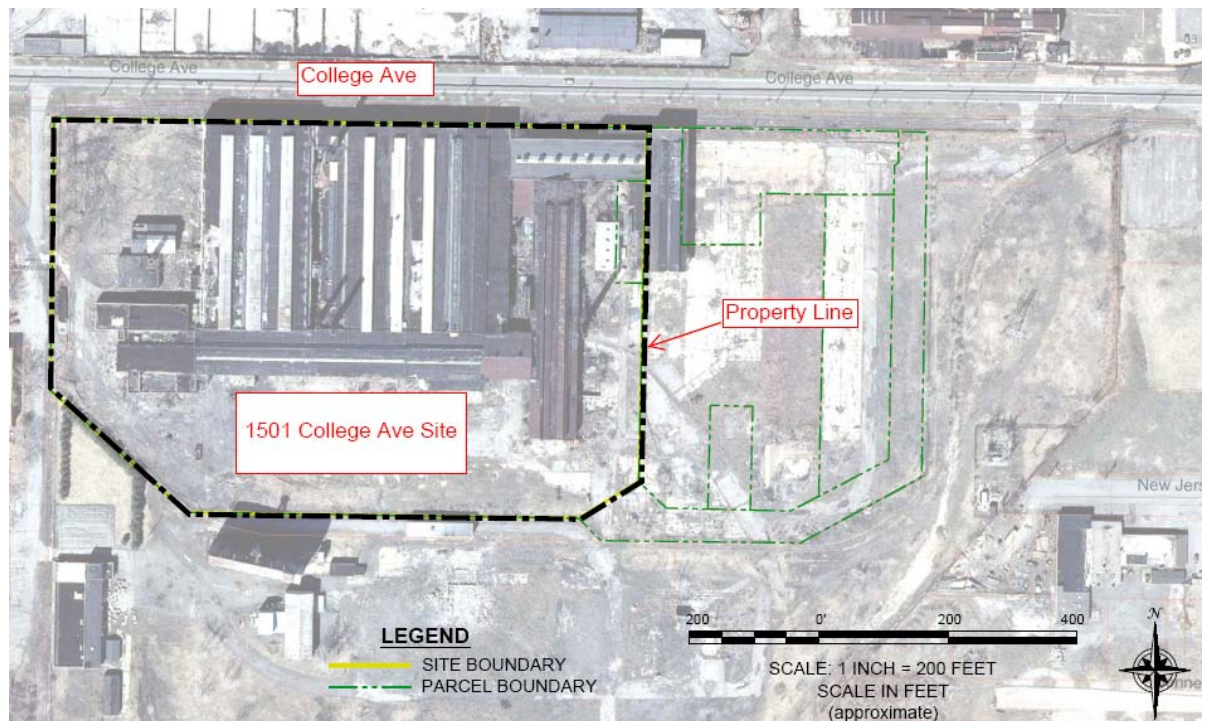 College Ave
College Ave
College Ave
Property Line
1501 College Ave Site
New Jers
200 0' 200 400
LEGEND
SITE BOUNDARY
PARCEL BOUNDARY
SCALE: 1 INCH = 200 FEET
SCALE IN FEET
(approximate)
N